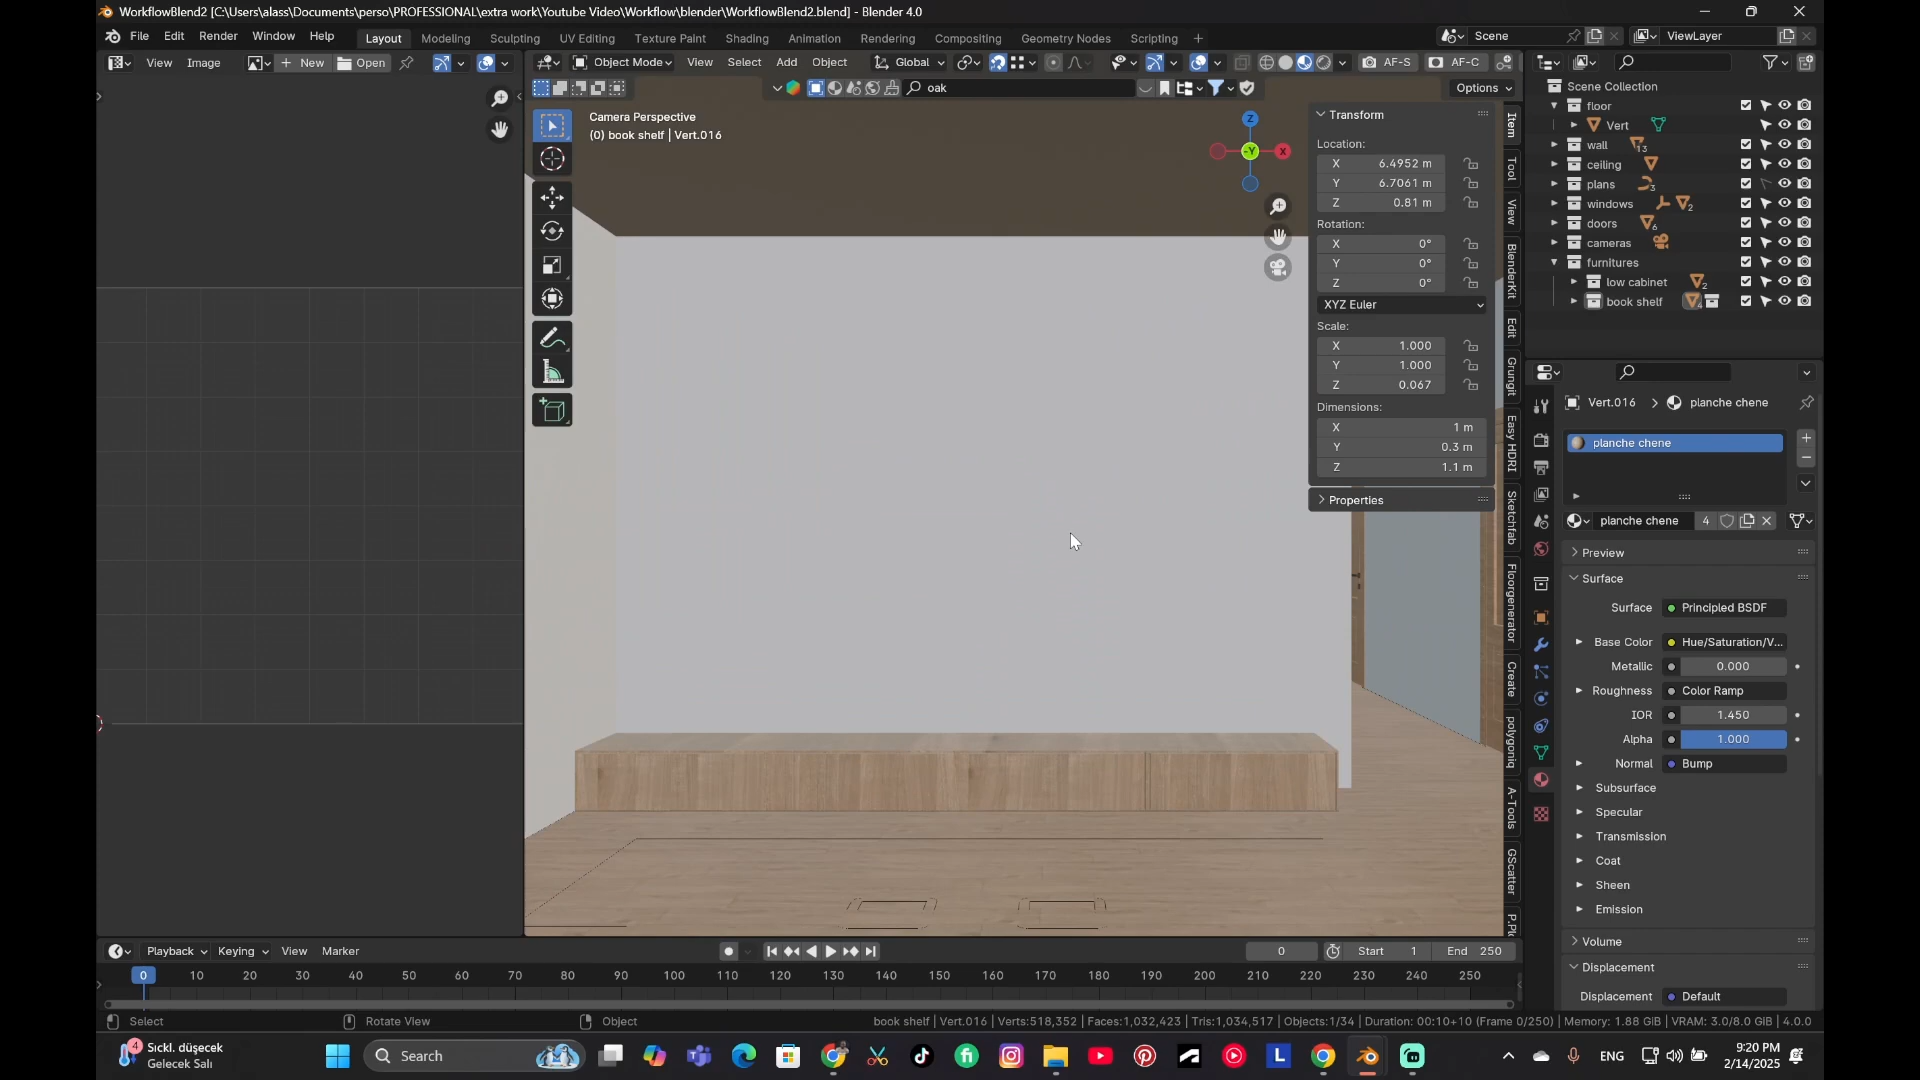 WorkflowBlend2 [C:\Users\alass\Documents\perso\PROFESSIONAL\extra work\Youtube Video\Workflow\blender\WorkflowBlend2.blend] - Blender 4.0
File Edit Render Window Help Layout Modeling Sculpting UV Editing Texture Paint Shading Animation Rendering Compositing Geometry Nodes Scripting + Scene ViewLayer
View Image New Open Object Mode View Select Add Object Global AF-S AF-C
oak Options
Camera Perspective
(0) book shelf | Vert.016
Z
-Y X
Transform
Location:
X 6.4952 m
Y 6.7061 m
Z 0.81 m
Rotation:
X 0°
Y 0°
Z 0°
XYZ Euler
Scale:
X 1.000
Y 1.000
Z 0.067
Dimensions:
X 1 m
Y 0.3 m
Z 1.1 m
Properties
Item
Tool
View
BlenderKit
Edit
Grungit
Easy HDRI
Sketchfab
Floorgenerator
Create
polygoniq
A-Tools
GScatter
Scene Collection
floor
Vert
wall 13
ceiling
plans 3
windows 2
doors 6
cameras
furnitures
low cabinet 2
book shelf 4
Vert.016 > planche chene
planche chene
planche chene 4
Preview
Surface
Surface Principled BSDF
Base Color Hue/Saturation/V...
Metallic 0.000
Roughness Color Ramp
IOR 1.450
Alpha 1.000
Normal Bump
Subsurface
Specular
Transmission
Coat
Sheen
Emission
Volume
Displacement
Displacement Default
Playback Keying View Marker 0 Start 1 End 250
0 10 20 30 40 50 60 70 80 90 100 110 120 130 140 150 160 170 180 190 200 210 220 230 240 250
Select Rotate View Object book shelf | Vert.016 | Verts:518,352 | Faces:1,032,423 | Tris:1,034,517 | Objects:1/34 | Duration: 00:10+10 (Frame 0/250) | Memory: 1.88 GiB | VRAM: 3.0/8.0 GiB | 4.0.0
4 Sıckl. düşecek
Gelecek Salı
Search
L
ENG
9:20 PM
2/14/2025